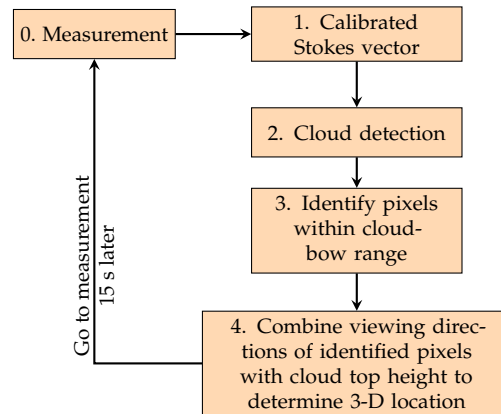 0. Measurement
1. Calibrated
Stokes vector
2. Cloud detection
3. Identify pixels
within cloud-
bow range
4. Combine viewing direc-
tions of identified pixels
with cloud top height to
determine 3-D location
Go to measurement
15 s later